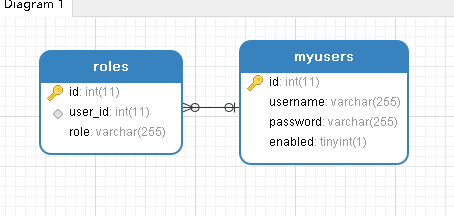 Diagram 1
roles
id: int(11)
user_id: int(11)
role: varchar(255)
myusers
id: int(11)
username: varchar(255)
password: varchar(255)
enabled: tinyint(1)